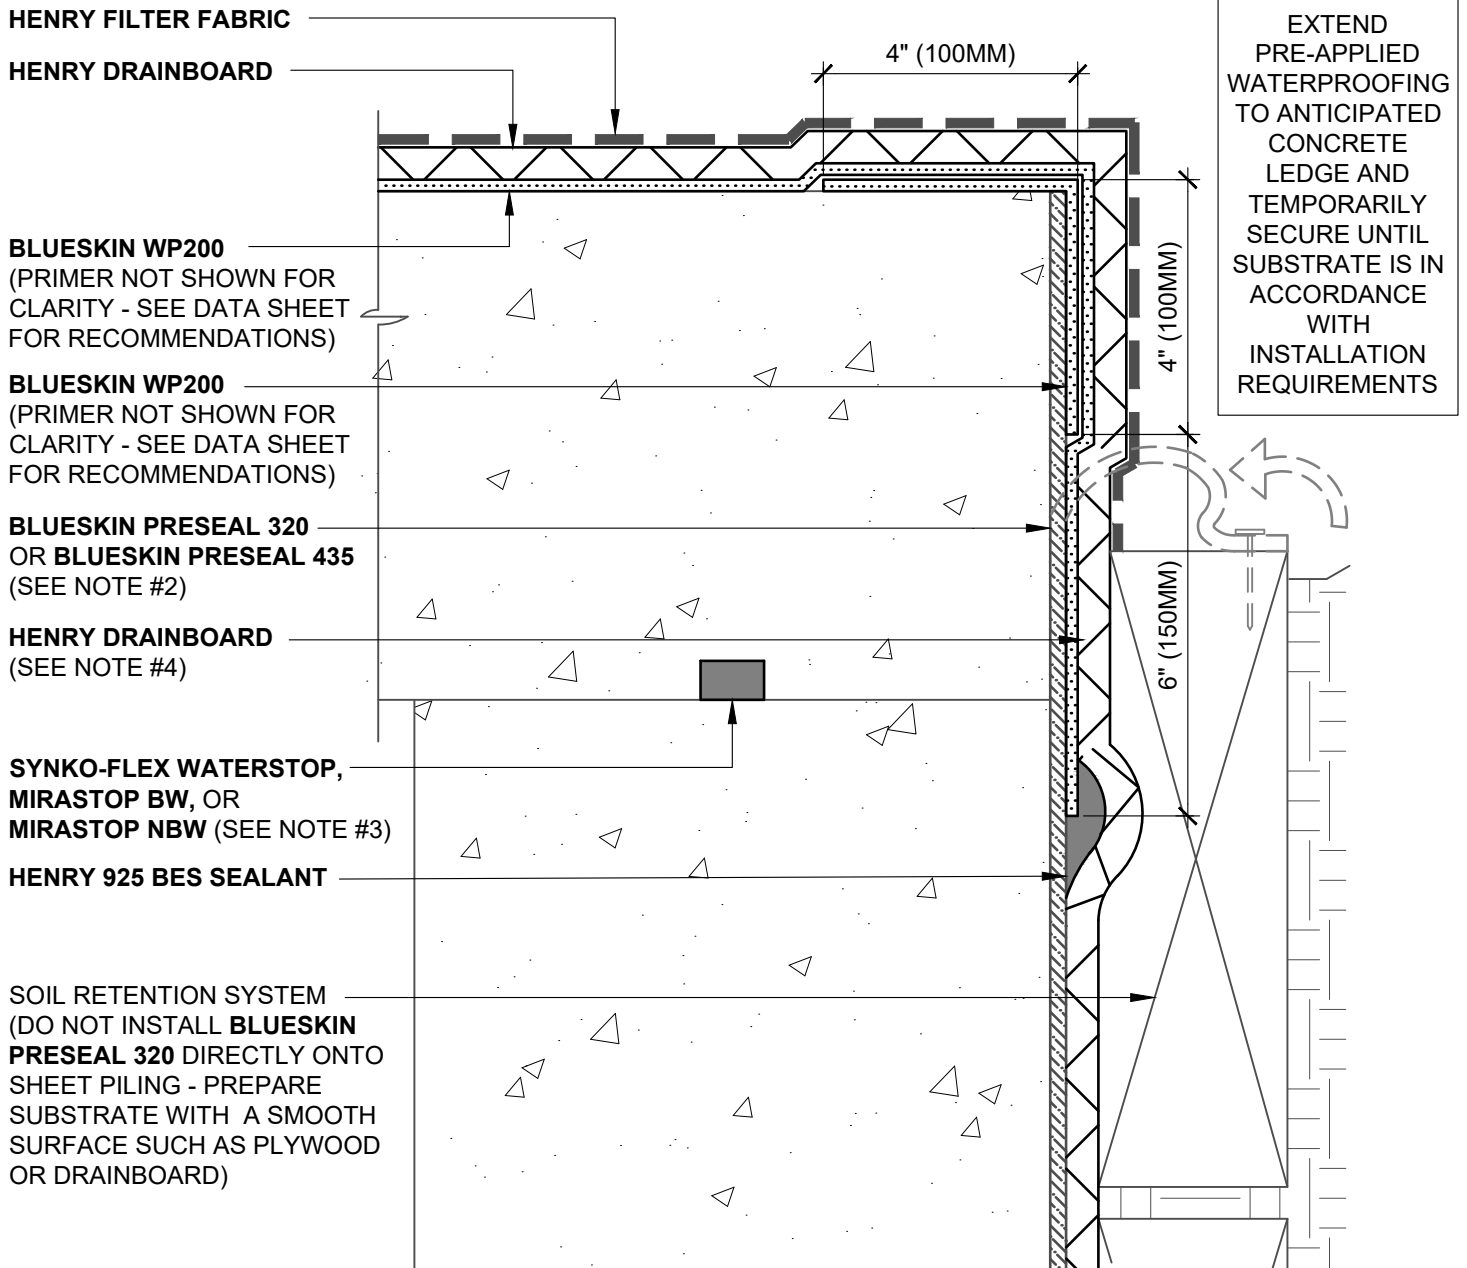 HENRY FILTER FABRIC
HENRY DRAINBOARD
BLUESKIN WP200
(PRIMER NOT SHOWN FOR
CLARITY - SEE DATA SHEET
FOR RECOMMENDATIONS)
BLUESKIN WP200
(PRIMER NOT SHOWN FOR
CLARITY - SEE DATA SHEET
FOR RECOMMENDATIONS)
BLUESKIN PRESEAL 320
OR BLUESKIN PRESEAL 435
(SEE NOTE #2)
HENRY DRAINBOARD
(SEE NOTE #4)
SYNKO-FLEX WATERSTOP,
MIRASTOP BW, OR
MIRASTOP NBW (SEE NOTE #3)
HENRY 925 BES SEALANT
SOIL RETENTION SYSTEM
(DO NOT INSTALL BLUESKIN
PRESEAL 320 DIRECTLY ONTO
SHEET PILING - PREPARE
SUBSTRATE WITH A SMOOTH
SURFACE SUCH AS PLYWOOD
OR DRAINBOARD)
4" (100MM)
4" (100MM)
6" (150MM)
EXTEND
PRE-APPLIED
WATERPROOFING
TO ANTICIPATED
CONCRETE
LEDGE AND
TEMPORARILY
SECURE UNTIL
SUBSTRATE IS IN
ACCORDANCE
WITH
INSTALLATION
REQUIREMENTS